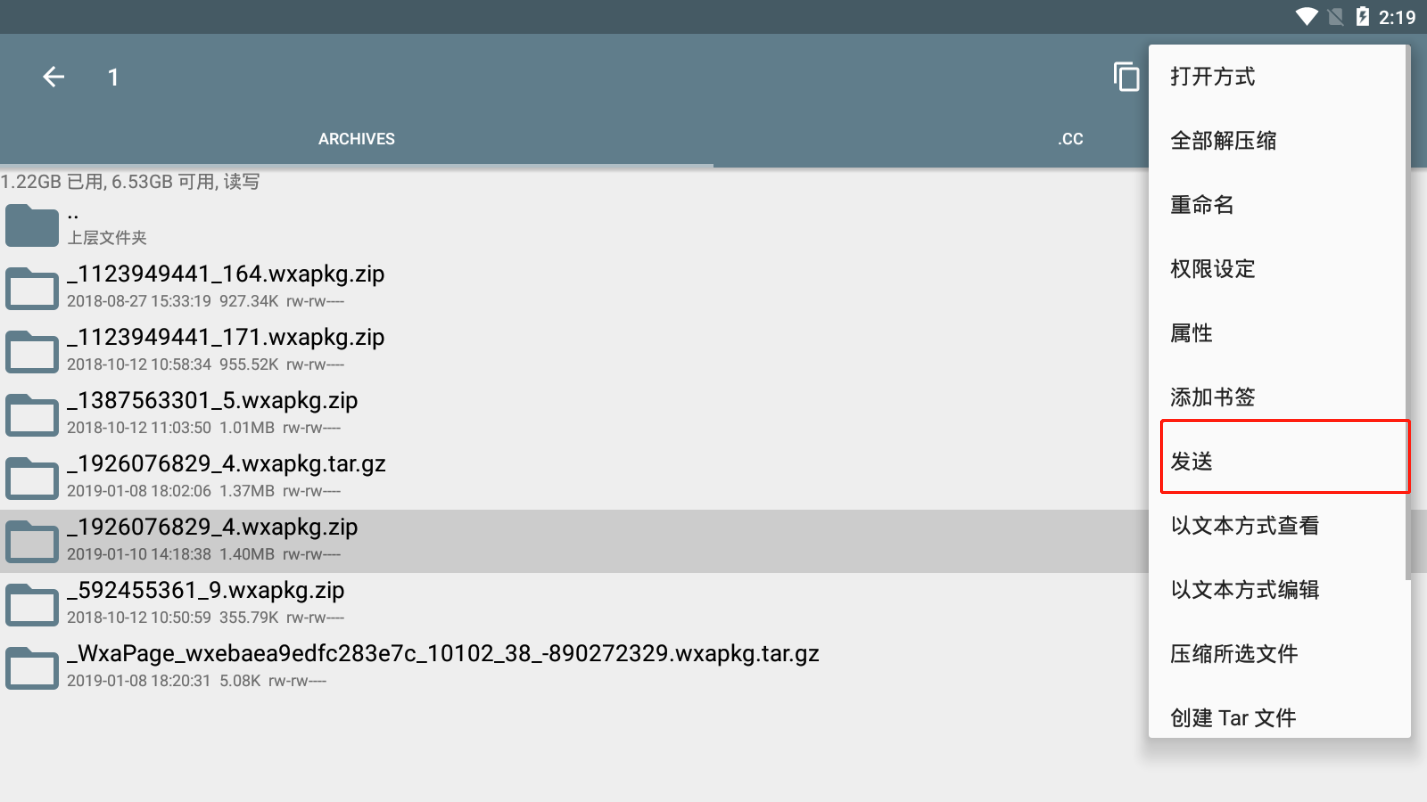 2:19
1
ARCHIVES
.CC
1.22GB 已用, 6.53GB 可用, 读写
..
上层文件夹
_1123949441_164.wxapkg.zip
2018-08-27 15:33:19 927.34K rw-rw----
_1123949441_171.wxapkg.zip
2018-10-12 10:58:34 955.52K rw-rw----
_1387563301_5.wxapkg.zip
2018-10-12 11:03:50 1.01MB rw-rw----
_1926076829_4.wxapkg.tar.gz
2019-01-08 18:02:06 1.37MB rw-rw----
_1926076829_4.wxapkg.zip
2019-01-10 14:18:38 1.40MB rw-rw----
_592455361_9.wxapkg.zip
2018-10-12 10:50:59 355.79K rw-rw----
_WxaPage_wxebaea9edfc283e7c_10102_38_-890272329.wxapkg.tar.gz
2019-01-08 18:20:31 5.08K rw-rw----
打开方式
全部解压缩
重命名
权限设定
属性
添加书签
发送
以文本方式查看
以文本方式编辑
压缩所选文件
创建 Tar 文件